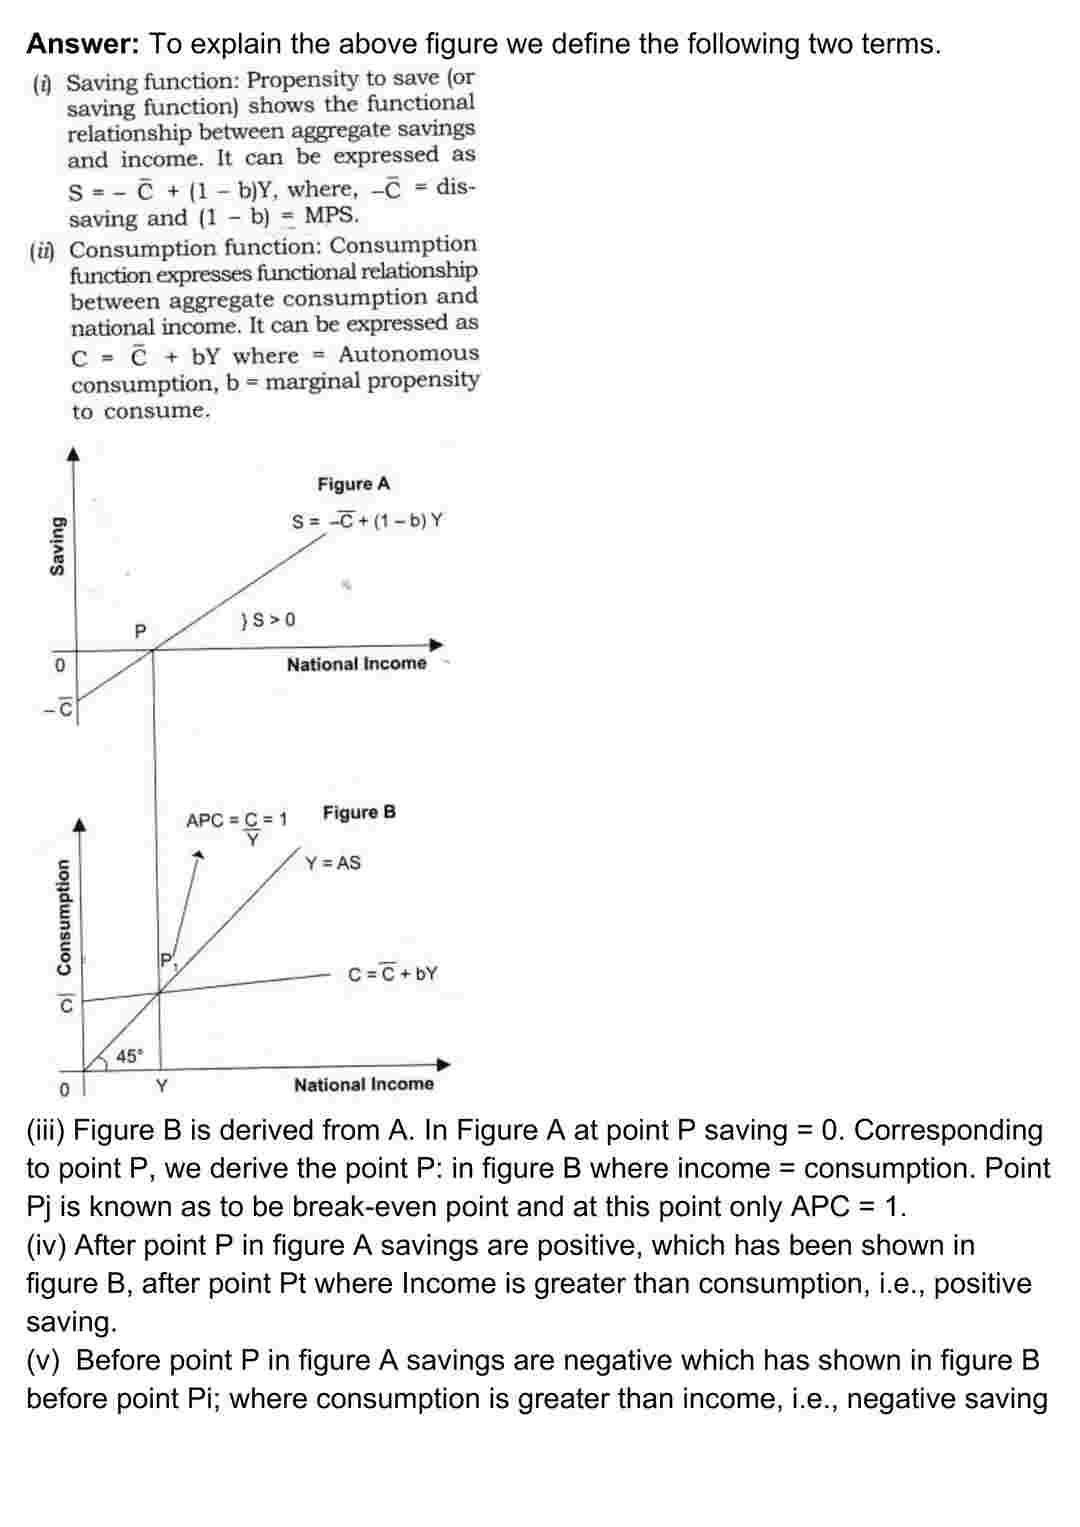 Answer: To explain the above figure we define the following two terms.
(i) Saving function: Propensity to save (or
saving function) shows the functional
relationship between aggregate savings
and income. It can be expressed as
S = – C̄ + (1 – b)Y, where, –C̄ = dis-
saving and (1 – b) = MPS.
(ii) Consumption function: Consumption
function expresses functional relationship
between aggregate consumption and
national income. It can be expressed as
C = C̄ + bY where = Autonomous
consumption, b = marginal propensity
to consume.
Figure A
S = –C̄ + (1 – b) Y
Saving
} S > 0
P
0
National Income
– C̄
Figure B
APC = C/Y = 1
Y = AS
Consumption
P₁
C = C̄ + bY
C̄
45°
0
Y
National Income
(iii) Figure B is derived from A. In Figure A at point P saving = 0. Corresponding
to point P, we derive the point P: in figure B where income = consumption. Point
Pj is known as to be break-even point and at this point only APC = 1.
(iv) After point P in figure A savings are positive, which has been shown in
figure B, after point Pt where Income is greater than consumption, i.e., positive
saving.
(v) Before point P in figure A savings are negative which has shown in figure B
before point Pi; where consumption is greater than income, i.e., negative saving